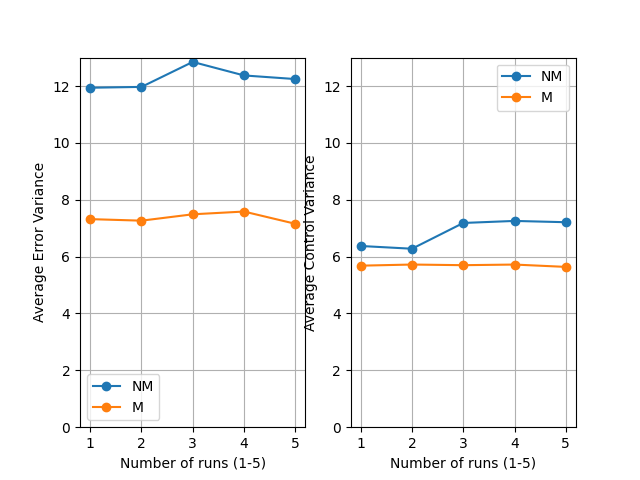 Average Error Variance
12
10
8
6
4
2
0
NM
M
1 2 3 4 5
Number of runs (1-5)
Average Control Variance
12
10
8
6
4
2
0
NM
M
1 2 3 4 5
Number of runs (1-5)